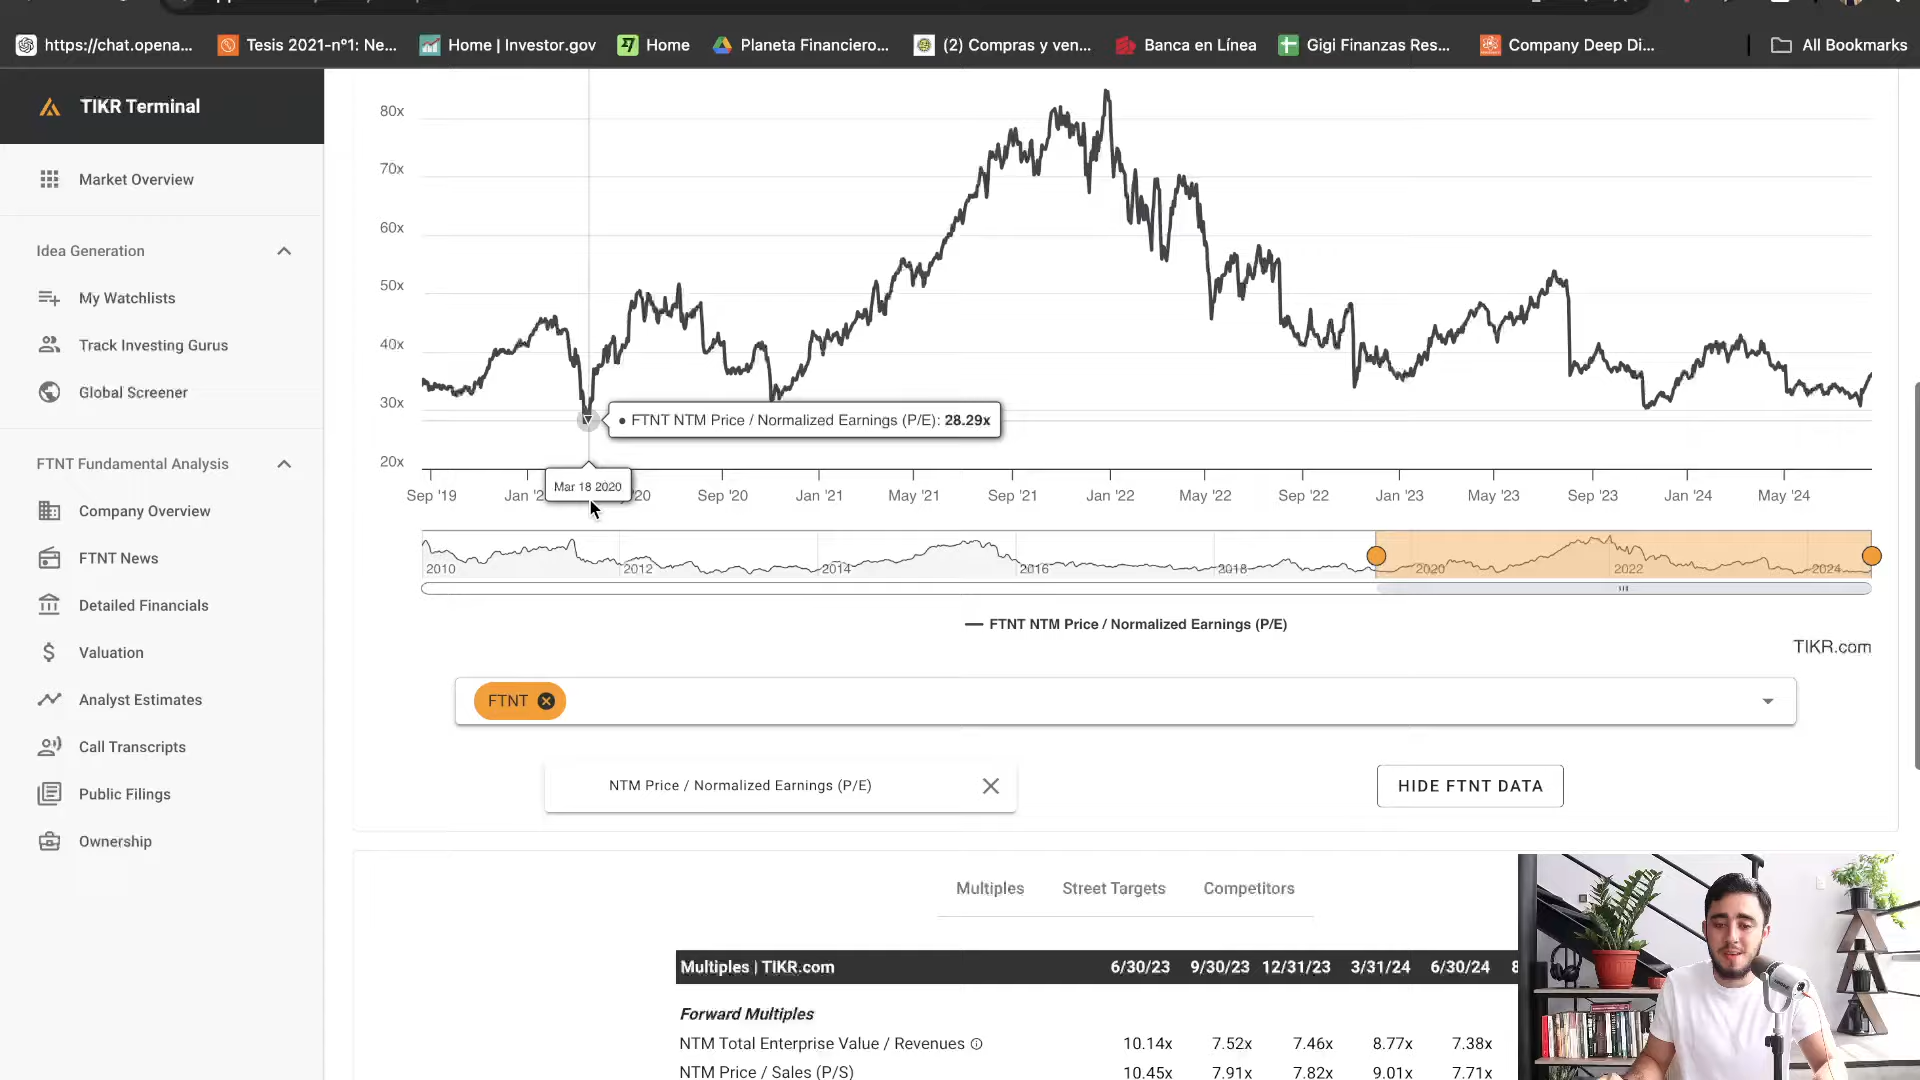 https://chat.opena...
Tesis 2021-nº1: Ne...
Home | Investor.gov
Home
Planeta Financiero...
(2) Compras y ven...
Banca en Línea
Gigi Finanzas Res...
Company Deep Di...
All Bookmarks
TIKR Terminal
Market Overview
Idea Generation
My Watchlists
Track Investing Gurus
Global Screener
FTNT Fundamental Analysis
Company Overview
FTNT News
Detailed Financials
Valuation
Analyst Estimates
Call Transcripts
Public Filings
Ownership
80x
70x
60x
50x
40x
30x
20x
● FTNT NTM Price / Normalized Earnings (P/E): 28.29x
Mar 18 2020
Sep '19 Jan '2 20 Sep '20 Jan '21 May '21 Sep '21 Jan '22 May '22 Sep '22 Jan '23 May '23 Sep '23 Jan '24 May '24
2010 2012 2014 2016 2018 2020 2022 2024
FTNT NTM Price / Normalized Earnings (P/E)
TIKR.com
FTNT
NTM Price / Normalized Earnings (P/E)
HIDE FTNT DATA
Multiples Street Targets Competitors
Multiples | TIKR.com 6/30/23 9/30/23 12/31/23 3/31/24 6/30/24 8
Forward Multiples
NTM Total Enterprise Value / Revenues 10.14x 7.52x 7.46x 8.77x 7.38x
NTM Price / Sales (P/S) 10.45x 7.91x 7.82x 9.01x 7.71x